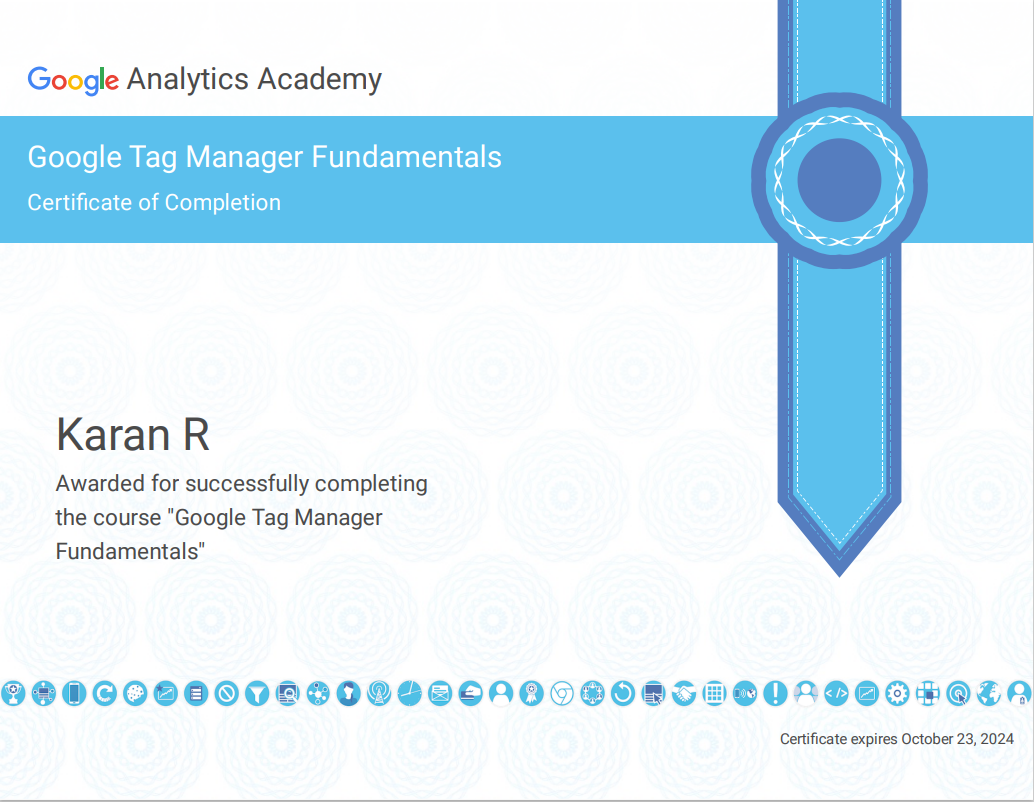 Google Analytics Academy
Google Tag Manager Fundamentals
Certificate of Completion
Karan R
Awarded for successfully completing
the course "Google Tag Manager
Fundamentals"
Certificate expires October 23, 2024